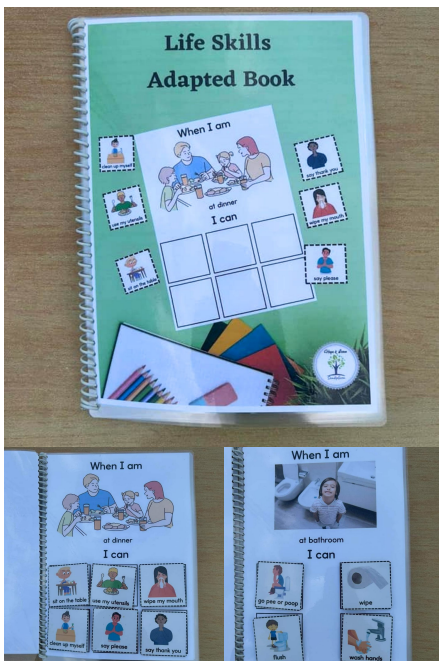 Life Skills
Adapted Book
When I am
at dinner
I can
clean up myself
use my utensils
sit on the table
say thank you
wipe my mouth
say please
When I am
at dinner
I can
sit on the table
use my utensils
wipe my mouth
clean up myself
say please
say thank you
When I am
at bathroom
I can
go pee or poop
wipe
flush
wash hands